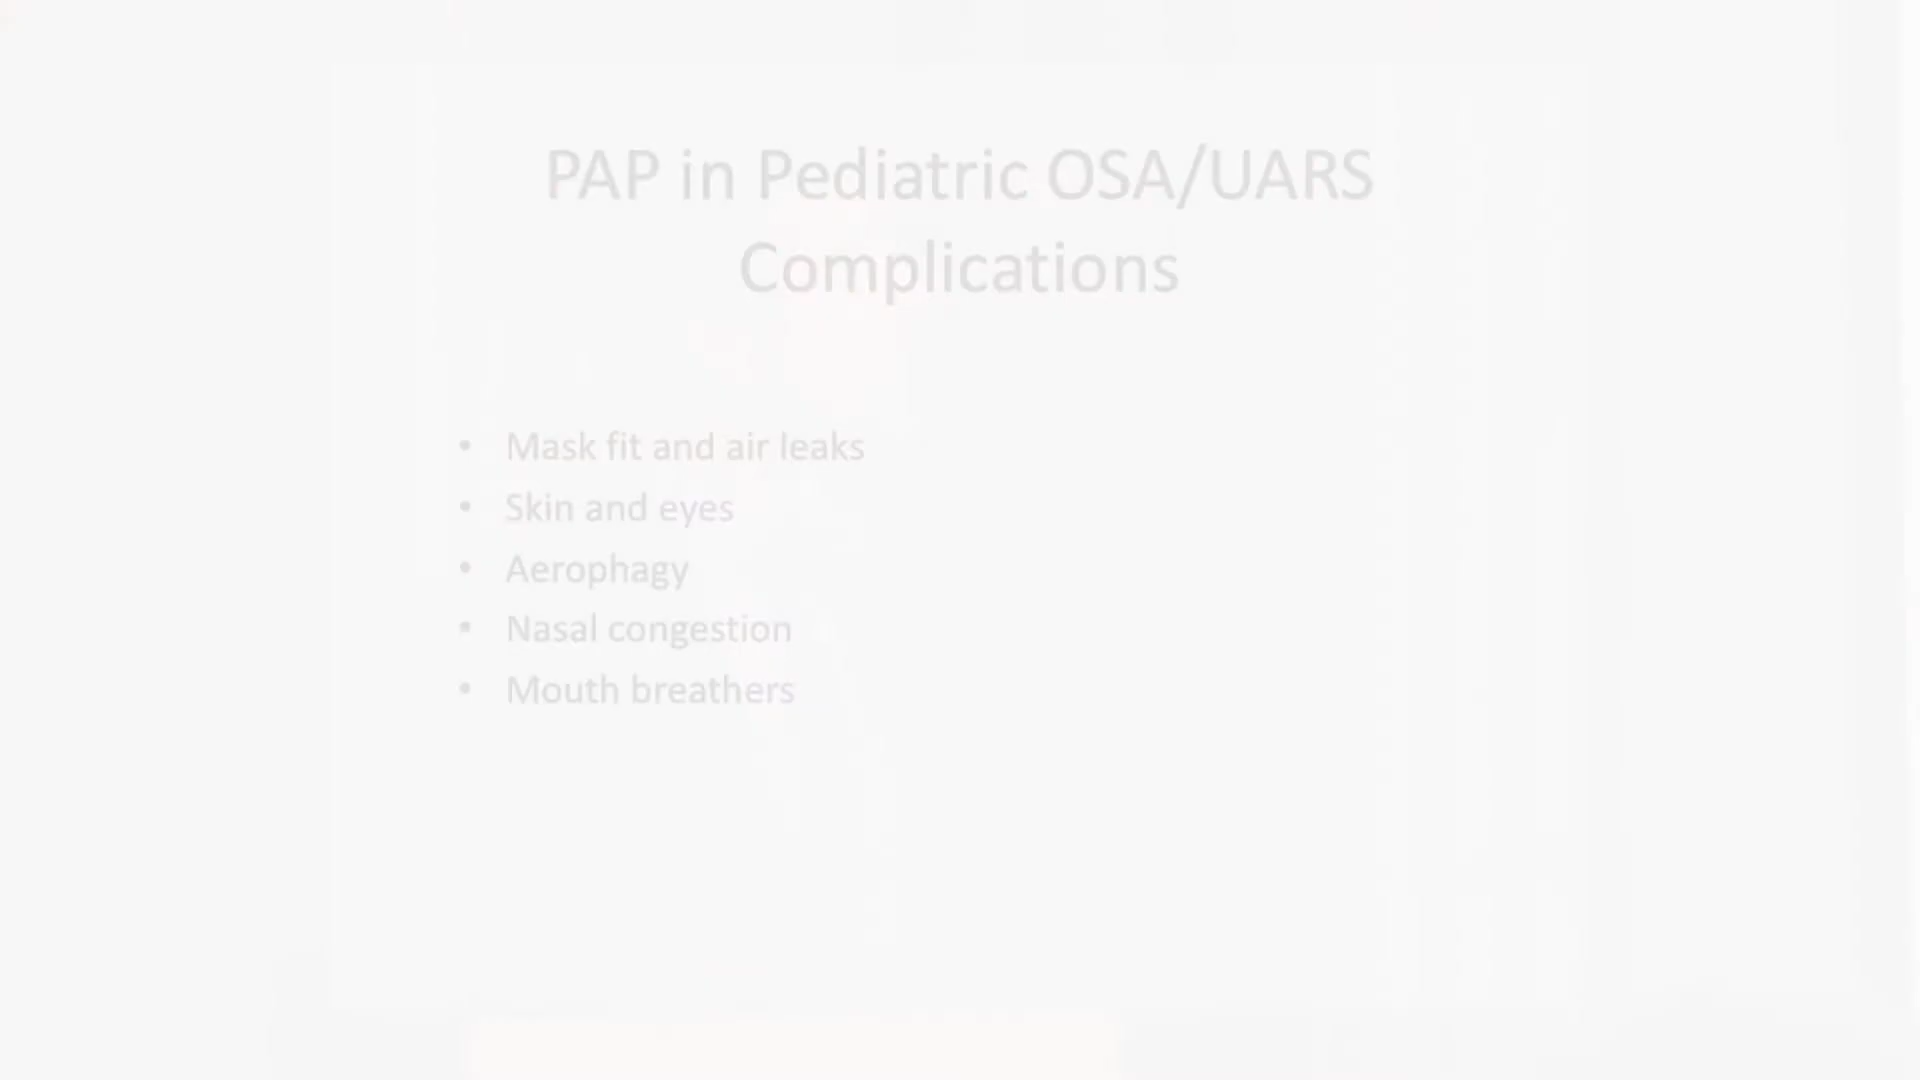 PAP in Pediatric OSA/UARS
Complications
• Mask fit and air leaks
• Skin and eyes
• Aerophagy
• Nasal congestion
• Mouth breathers